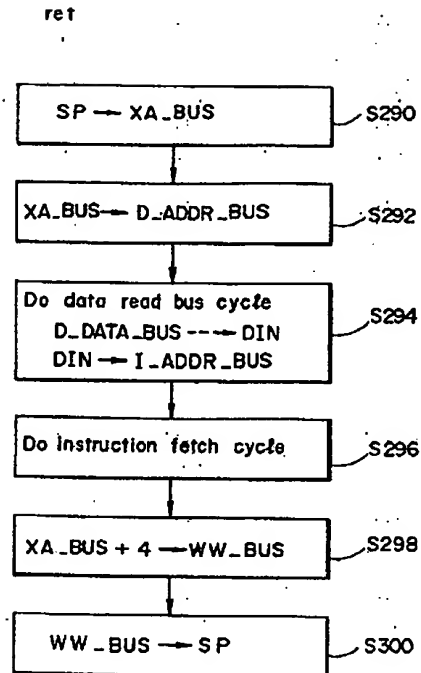 ret
SP → XA_BUS
S290
XA_BUS → D_ADDR_BUS
S292
Do data read bus cycle
D_DATA_BUS ---→ DIN
DIN → I_ADDR_BUS
S294
Do instruction fetch cycle
S296
XA_BUS + 4 → WW_BUS
S298
WW_BUS → SP
S300